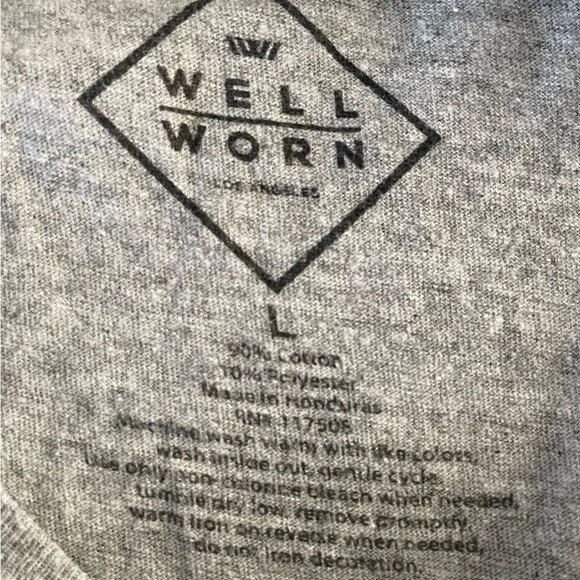 WELL
WORN
LOS ANGELES
L
90% Cotton
10% Polyester
Made in Honduras
RN# 117506
Machine wash warm with like colors,
wash inside out, gentle cycle.
Use only non-chlorine bleach when needed,
tumble dry low, remove promptly,
warm iron on reverse when needed,
do not iron decoration.